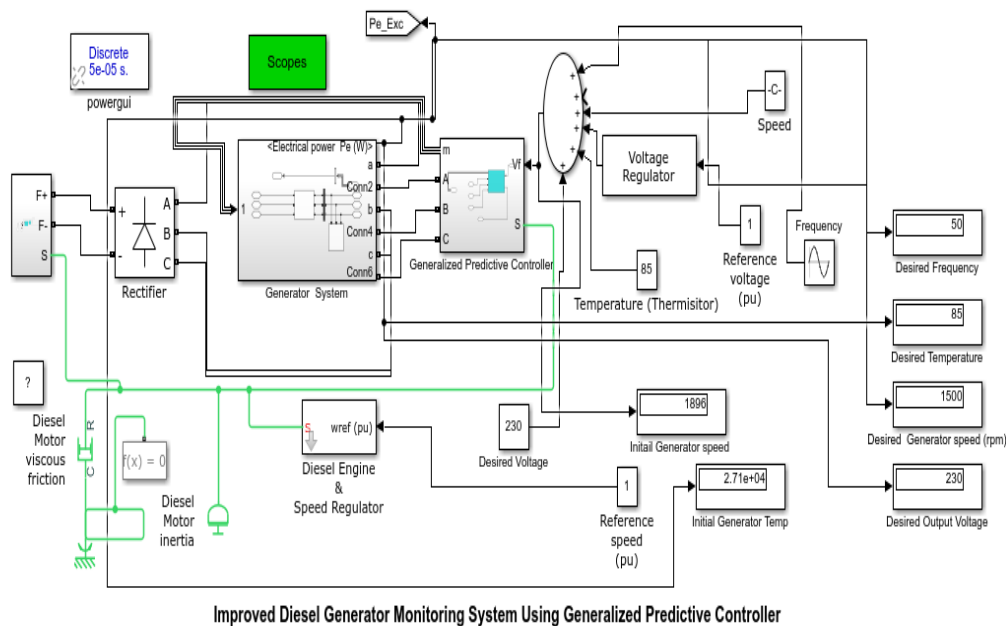 Pe_Exc
Discrete
5e-05 s.
powergui
Scopes
-C-
Speed
<Electrical power Pe (W)>
a
Conn2
b
Conn4
c
Conn6
1
Generator System
m
A
B
C
Vf
S
Generalized Predictive Controller
+
+
+
+
+
+
Voltage
Regulator
1
Reference
voltage
(pu)
Frequency
85
Temperature (Thermisitor)
F+
F-
S
+
-
A
B
C
Rectifier
50
Desired Frequency
85
Desired Temperature
1500
Desired Generator speed (rpm)
230
Desired Output Voltage
?
Diesel
Motor
viscous
friction
R
C
f(x) = 0
Diesel
Motor
inertia
S
wref (pu)
Diesel Engine
&
Speed Regulator
230
Desired Voltage
1896
Initail Generator speed
1
Reference
speed
(pu)
2.71e+04
Initial Generator Temp
Improved Diesel Generator Monitoring System Using Generalized Predictive Controller